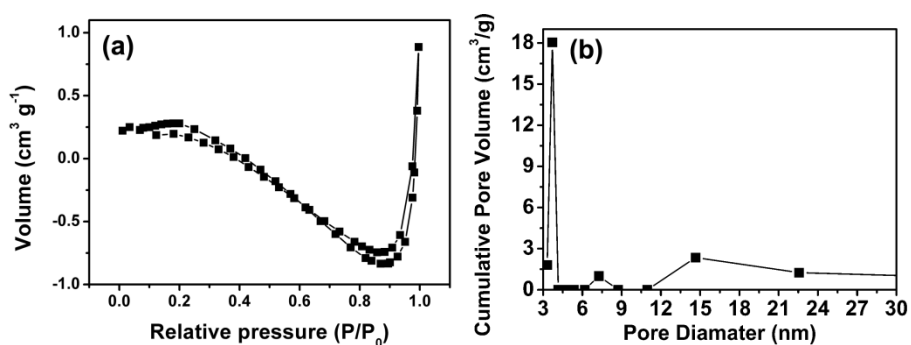 (a)
Volume (cm³ g⁻¹)
1.0
0.5
0.0
-0.5
-1.0
0.0 0.2 0.4 0.6 0.8 1.0
Relative pressure (P/P₀)
(b)
Cumulative Pore Volume (cm³/g)
18
15
12
9
6
3
0
3 6 9 12 15 18 21 24 27 30
Pore Diamater (nm)